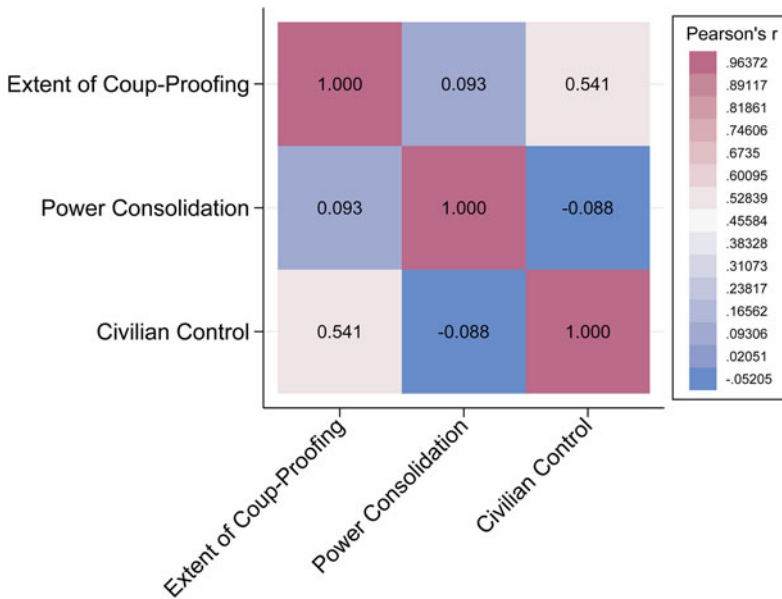 Extent of Coup-Proofing
1.000 0.093 0.541
Power Consolidation
0.093 1.000 -0.088
Civilian Control
0.541 -0.088 1.000
Extent of Coup-Proofing
Power Consolidation
Civilian Control
Pearson's r
.96372
.89117
.81861
.74606
.6735
.60095
.52839
.45584
.38328
.31073
.23817
.16562
.09306
.02051
-.05205